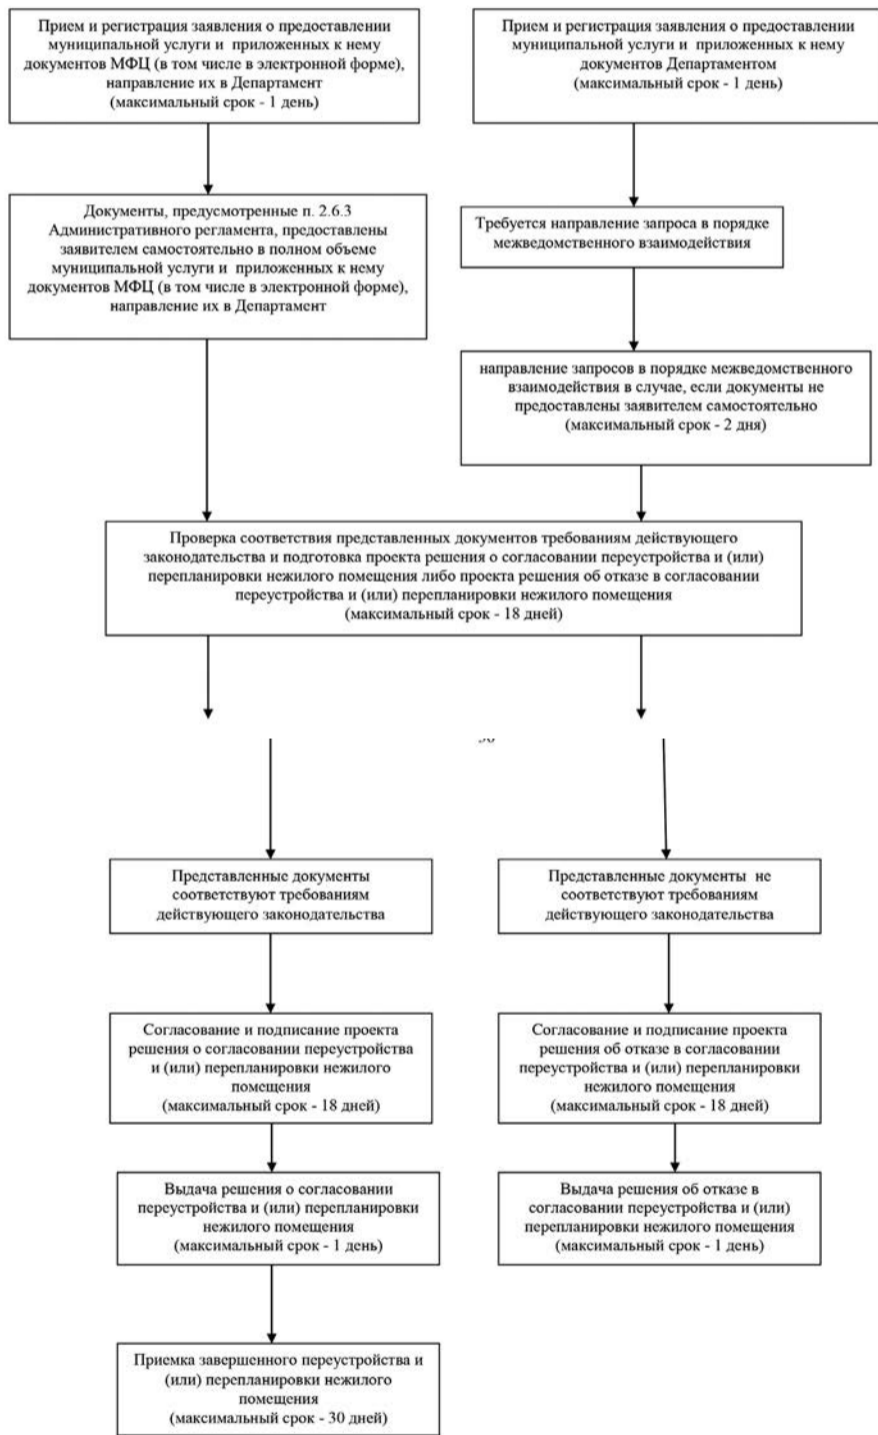 Прием и регистрация заявления о предоставлении
муниципальной услуги и приложенных к нему
документов МФЦ (в том числе в электронной форме),
направление их в Департамент
(максимальный срок - 1 день)
Прием и регистрация заявления о предоставлении
муниципальной услуги и приложенных к нему
документов Департаментом
(максимальный срок - 1 день)
Документы, предусмотренные п. 2.6.3
Административного регламента, предоставлены
заявителем самостоятельно в полном объеме
муниципальной услуги и приложенных к нему
документов МФЦ (в том числе в электронной форме),
направление их в Департамент
Требуется направление запроса в порядке
межведомственного взаимодействия
направление запросов в порядке межведомственного
взаимодействия в случае, если документы не
предоставлены заявителем самостоятельно
(максимальный срок - 2 дня)
Проверка соответствия представленных документов требованиям действующего
законодательства и подготовка проекта решения о согласовании переустройства и (или)
перепланировки нежилого помещения либо проекта решения об отказе в согласовании
переустройства и (или) перепланировки нежилого помещения
(максимальный срок - 18 дней)
Представленные документы
соответствуют требованиям
действующего законодательства
Представленные документы не
соответствуют требованиям
действующего законодательства
Согласование и подписание проекта
решения о согласовании переустройства
и (или) перепланировки нежилого
помещения
(максимальный срок - 18 дней)
Согласование и подписание проекта
решения об отказе в согласовании
переустройства и (или) перепланировки
нежилого помещения
(максимальный срок - 18 дней)
Выдача решения о согласовании
переустройства и (или) перепланировки
нежилого помещения
(максимальный срок - 1 день)
Выдача решения об отказе в
согласовании переустройства и (или)
перепланировки нежилого помещения
(максимальный срок - 1 день)
Приемка завершенного переустройства и
(или) перепланировки нежилого
помещения
(максимальный срок - 30 дней)